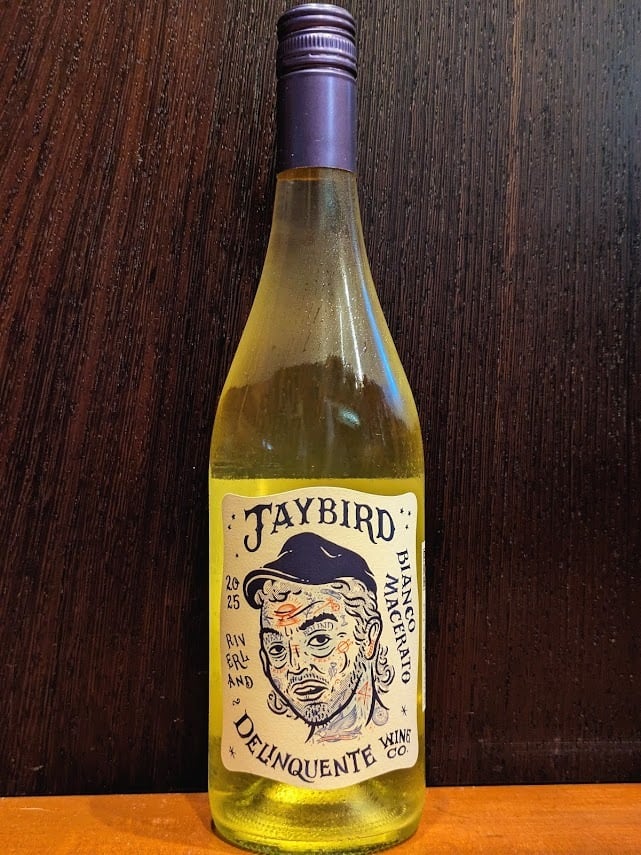 JAYBIRD
BIANCO
MACERATO
20
25
RIV
ERL
AND
DELINQUENTE
WINE
CO.